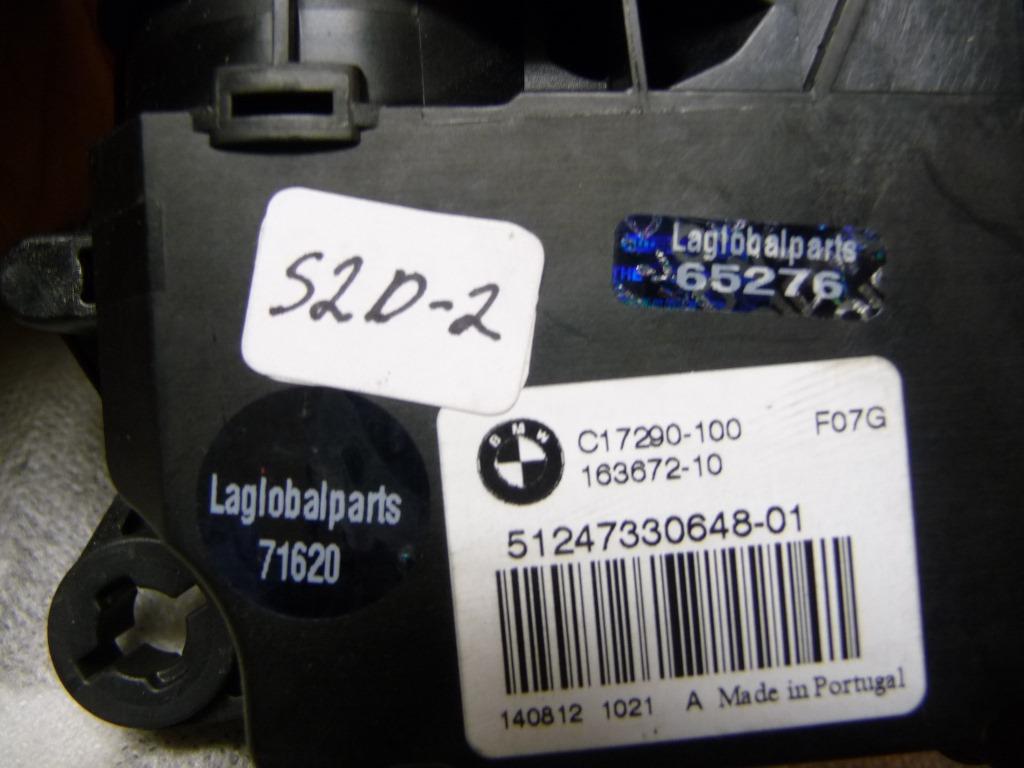 S2D-2
Laglobalparts
65276
Laglobalparts
71620
BMW
C17290-100
F07G
163672-10
51247330648-01
140812 1021 A Made in Portugal